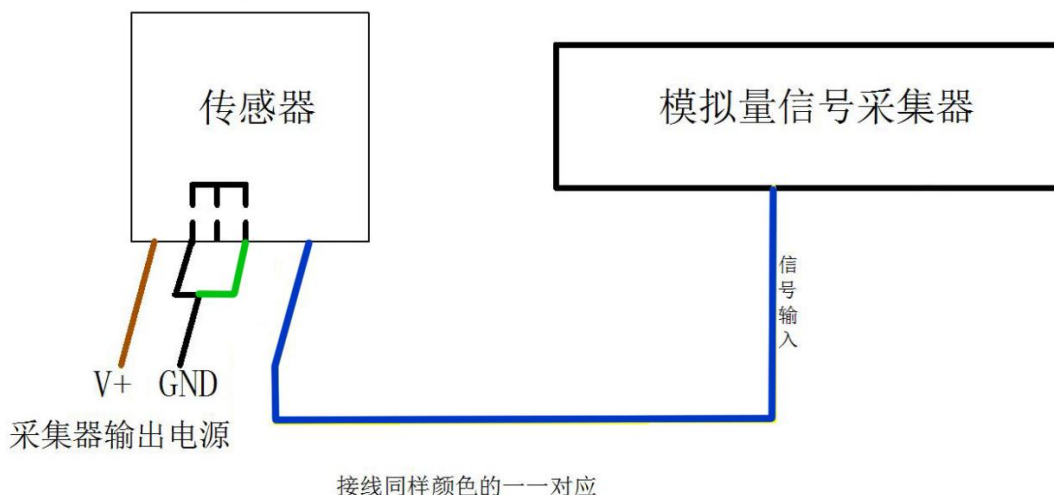 传感器
模拟量信号采集器
信号输入
V+ GND
采集器输出电源
接线同样颜色的一一对应